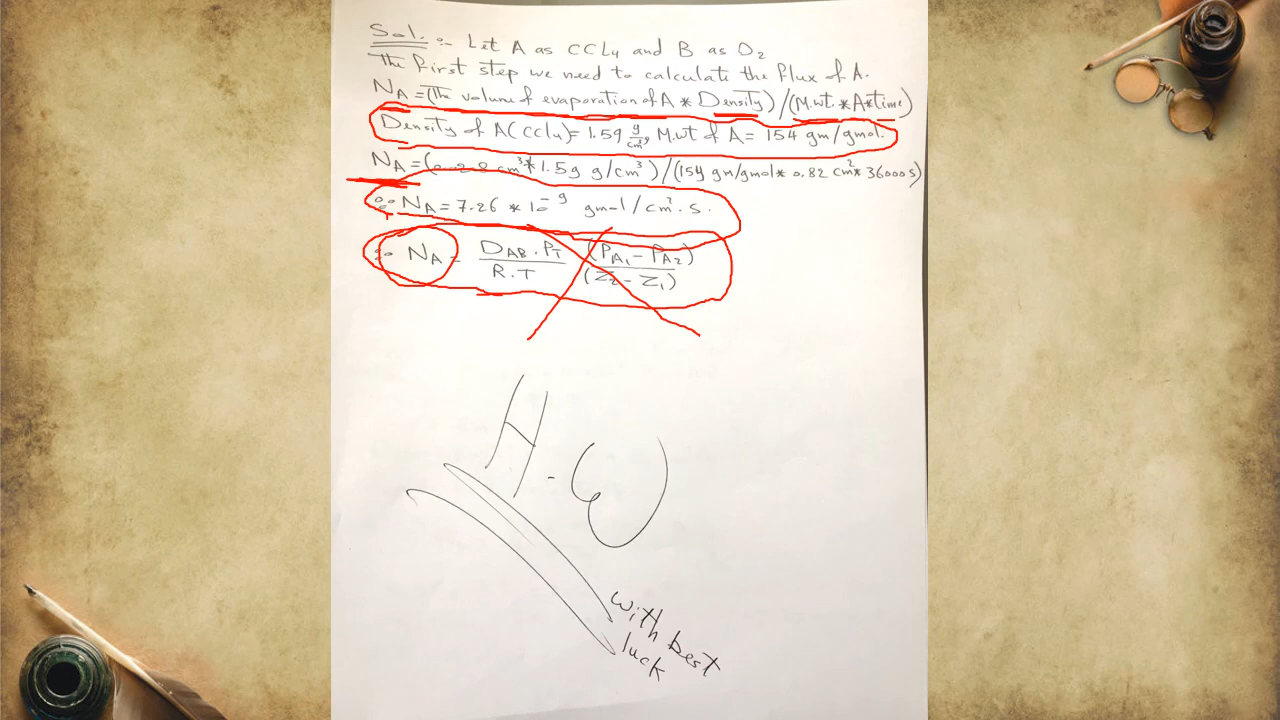 Sol. :- Let A as CCL4 and B as O2
The first step we need to calculate the flux of A.
NA = (The volume of evaporation of A * Density) / (M.wt. * A * time)
Density of A (CCl4) = 1.59 g/cm³, M.wt of A = 154 gm/gmol.
NA = (cm³ * 1.59 g/cm³) / (154 gm/gmol * 0.82 cm² * 36000 s)
∴ NA = 7.26 * 10⁻⁹ gmol/cm².s.
∴ NA = DAB . PT / R.T (PA1 - PA2) / (Z2 - Z1)
H.W
with best
luck